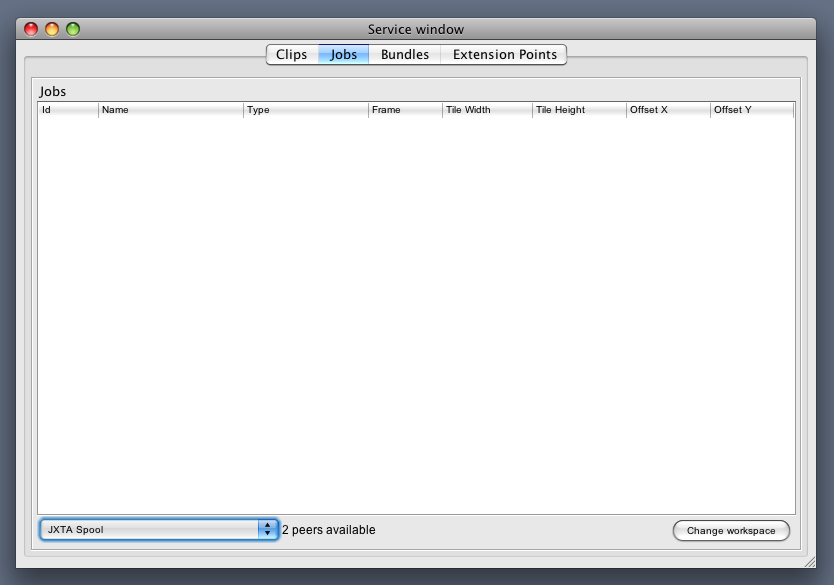 Service window
Clips Jobs Bundles Extension Points
Jobs
Id Name Type Frame Tile Width Tile Height Offset X Offset Y
JXTA Spool 2 peers available Change workspace